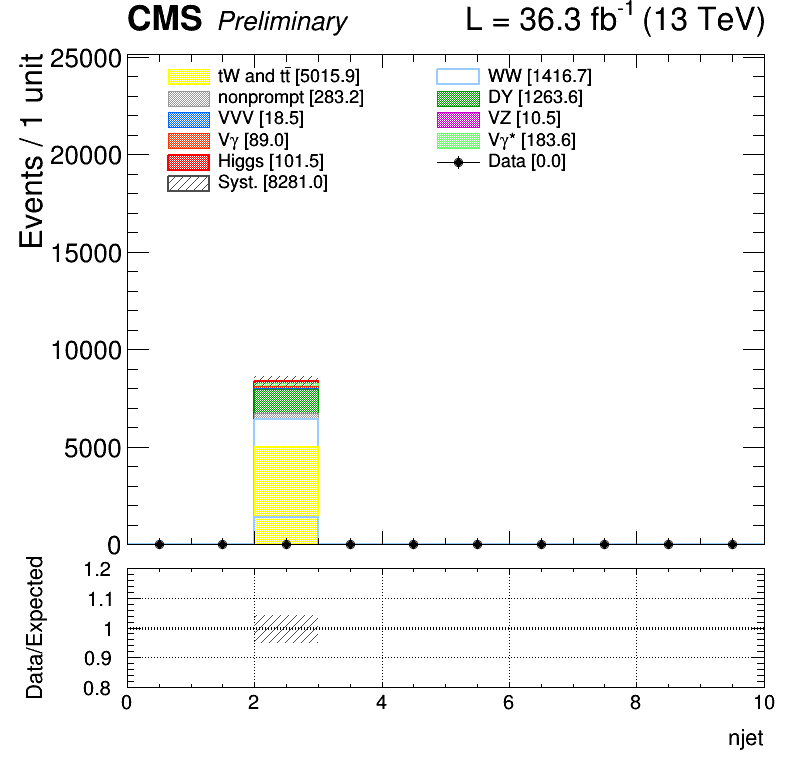 CMS Preliminary L = 36.3 fb⁻¹ (13 TeV)
Events / 1 unit
25000
20000
15000
10000
5000
0
tW and tt̄ [5015.9]
nonprompt [283.2]
VVV [18.5]
Vγ [89.0]
Higgs [101.5]
Syst. [8281.0]
WW [1416.7]
DY [1263.6]
VZ [10.5]
Vγ* [183.6]
Data [0.0]
Data/Expected
1.2
1.1
1
0.9
0.8
0 2 4 6 8 10
njet